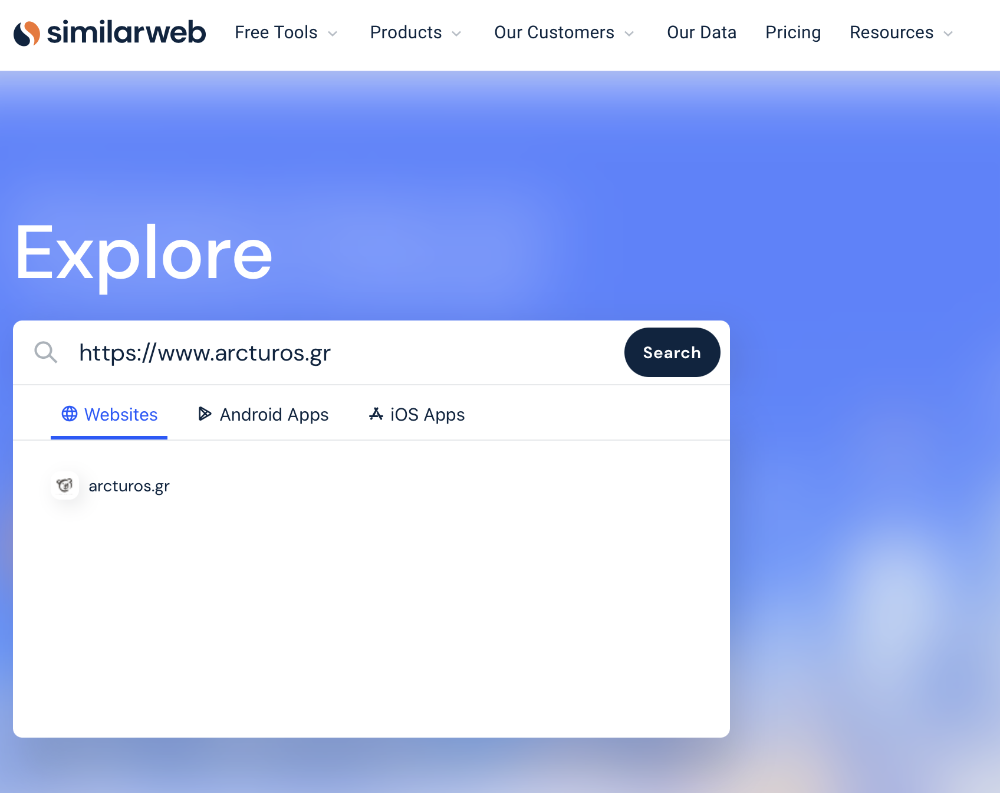 similarweb Free Tools Products Our Customers Our Data Pricing Resources
Explore
https://www.arcturos.gr Search
Websites Android Apps iOS Apps
arcturos.gr